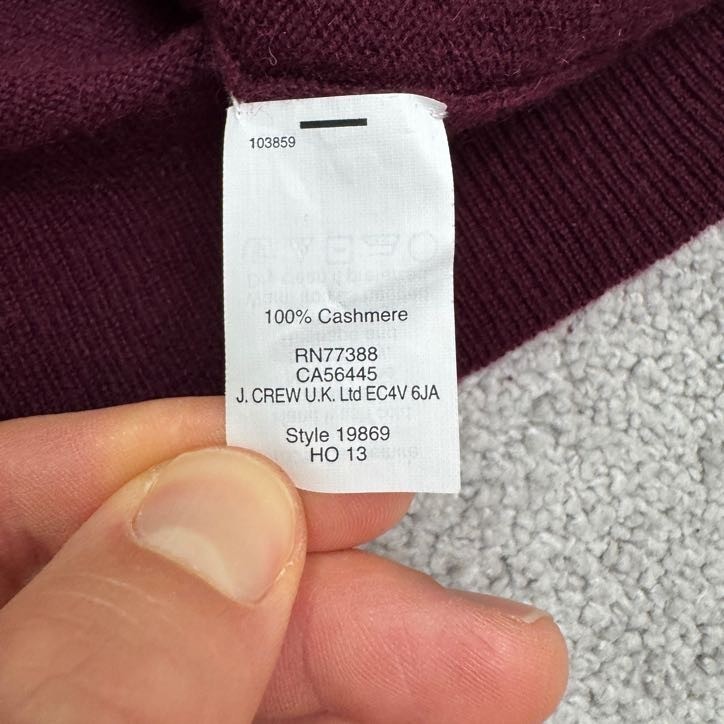 103859
100% Cashmere
RN77388
CA56445
J. CREW U.K. Ltd EC4V 6JA
Style 19869
HO 13